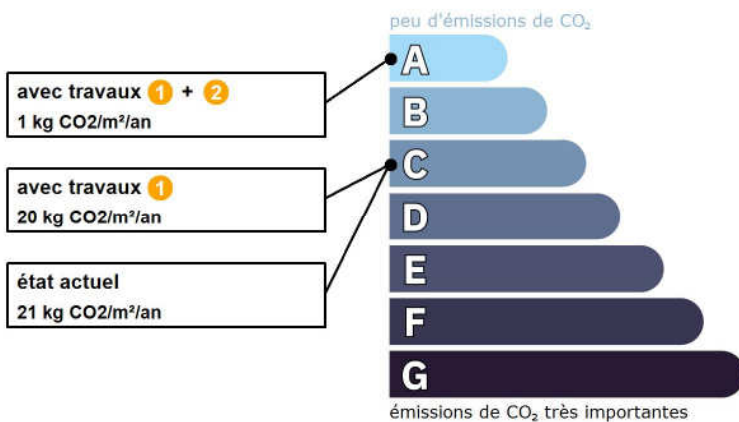 peu d'émissions de CO₂
A
avec travaux 1 + 2
1 kg CO2/m²/an
B
C
avec travaux 1
20 kg CO2/m²/an
D
E
état actuel
21 kg CO2/m²/an
F
G
émissions de CO₂ très importantes